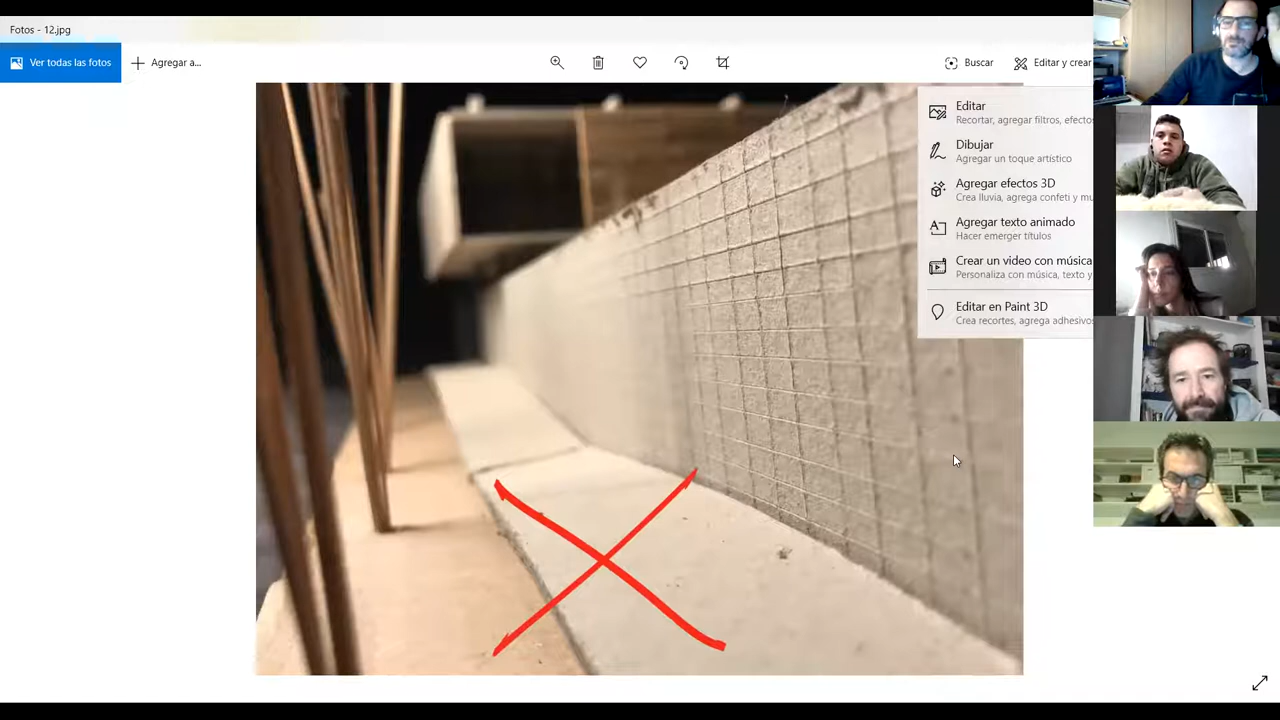 Fotos - 12.jpg
Ver todas las fotos
Agregar a...
Buscar
Editar y crear
Editar
Recortar, agregar filtros, efectos
Dibujar
Agregar un toque artístico
Agregar efectos 3D
Crea lluvia, agrega confeti y mu
Agregar texto animado
Hacer emerger títulos
Crear un video con música
Personaliza con música, texto y
Editar en Paint 3D
Crea recortes, agrega adhesivos